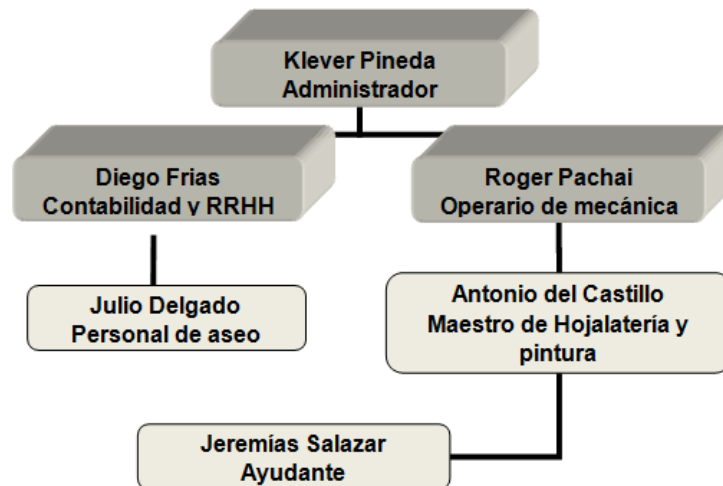 Klever Pineda
Administrador
Diego Frias
Contabilidad y RRHH
Roger Pachai
Operario de mecánica
Julio Delgado
Personal de aseo
Antonio del Castillo
Maestro de Hojalatería y
pintura
Jeremías Salazar
Ayudante